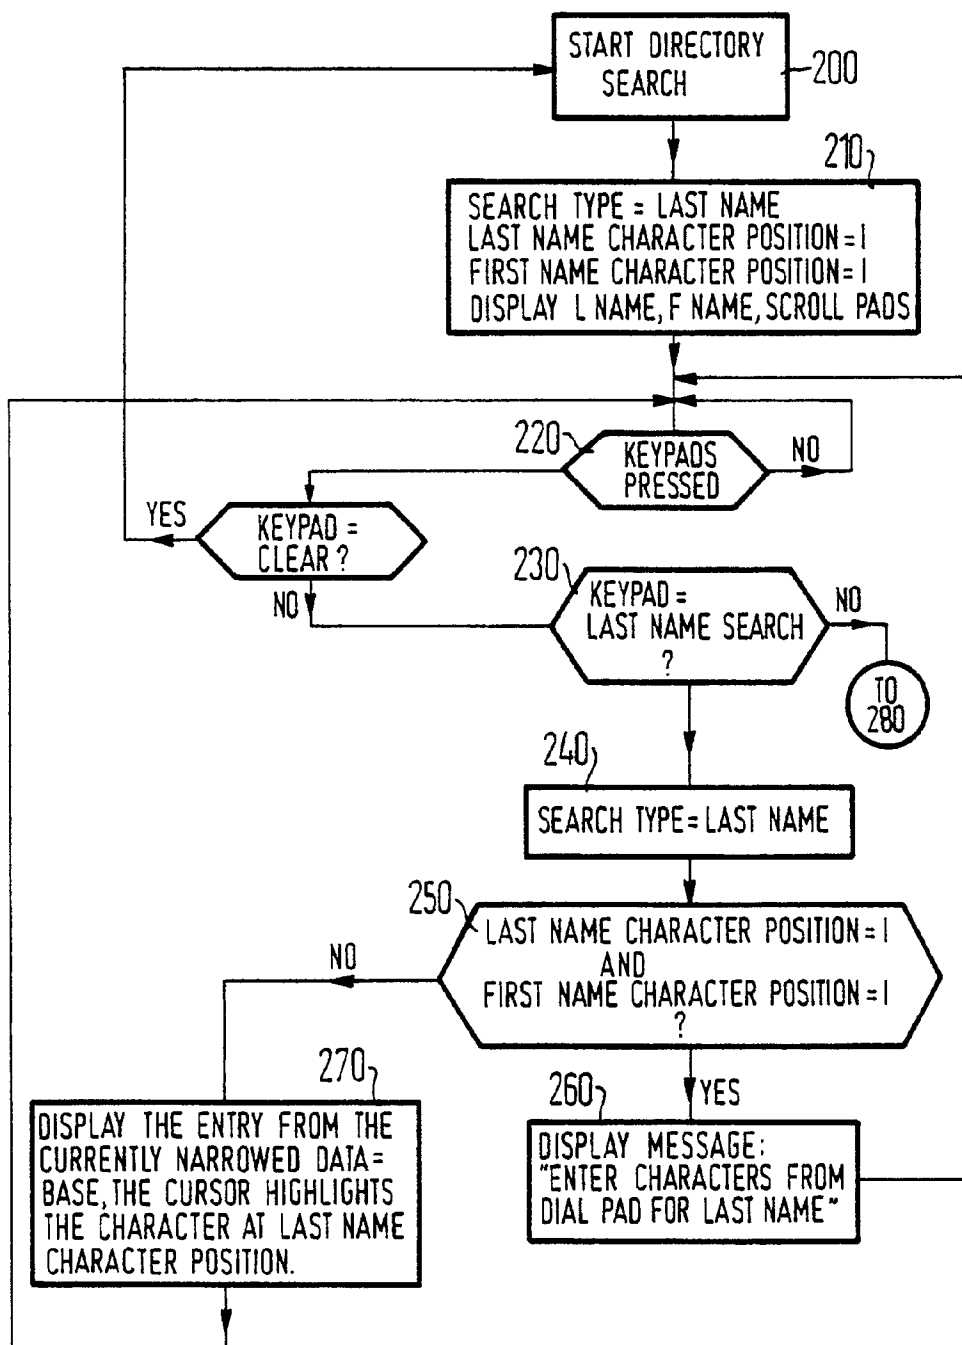 START DIRECTORY
SEARCH
200
210
SEARCH TYPE = LAST NAME
LAST NAME CHARACTER POSITION = 1
FIRST NAME CHARACTER POSITION = 1
DISPLAY L NAME, F NAME, SCROLL PADS
220
KEYPADS
PRESSED
NO
YES
KEYPAD =
CLEAR ?
NO
230
KEYPAD =
LAST NAME SEARCH
?
NO
TO
280
240
SEARCH TYPE = LAST NAME
250
LAST NAME CHARACTER POSITION = 1
AND
FIRST NAME CHARACTER POSITION = 1
?
NO
YES
270
DISPLAY THE ENTRY FROM THE
CURRENTLY NARROWED DATA=
BASE, THE CURSOR HIGHLIGHTS
THE CHARACTER AT LAST NAME
CHARACTER POSITION.
260
DISPLAY MESSAGE:
"ENTER CHARACTERS FROM
DIAL PAD FOR LAST NAME"